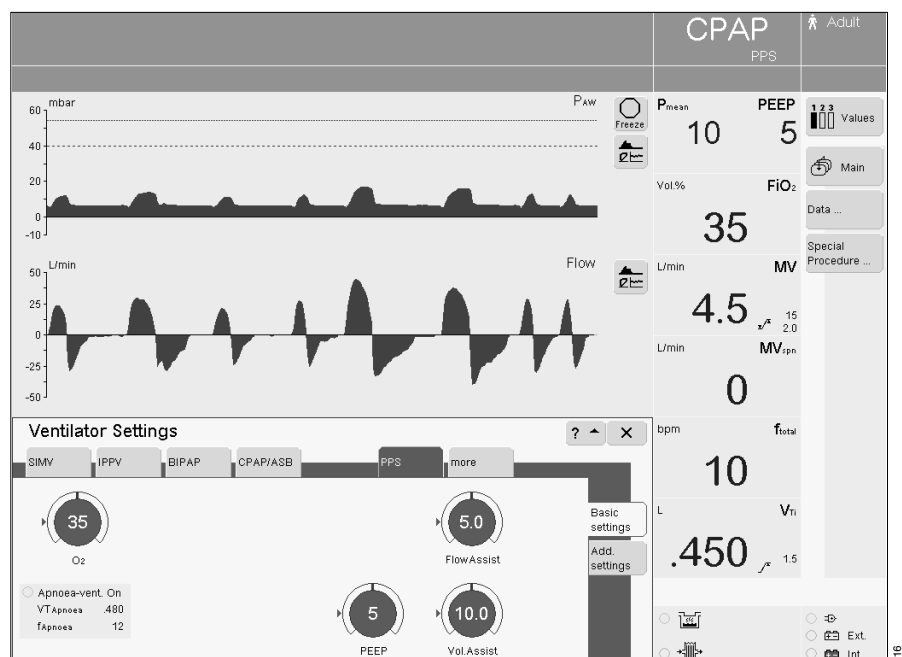 CPAP
PPS
Adult
mbar
PAW
60
40
20
0
-10
Freeze
L/min
Flow
50
25
0
-25
-50
Pmean
PEEP
10
5
Vol.%
FiO2
35
L/min
MV
4.5
15
2.0
L/min
MVspn
0
bpm
ftotal
10
L
VTi
.450
1.5
1 2 3
Values
Main
Data ...
Special
Procedure ...
Ventilator Settings
?
SIMV
IPPV
BIPAP
CPAP/ASB
PPS
more
35
O2
5.0
FlowAssist
Basic
settings
Add.
settings
Apnoea-vent. On
VTApnoea .480
fApnoea 12
5
PEEP
10.0
Vol.Assist
Ext.
Int.
16